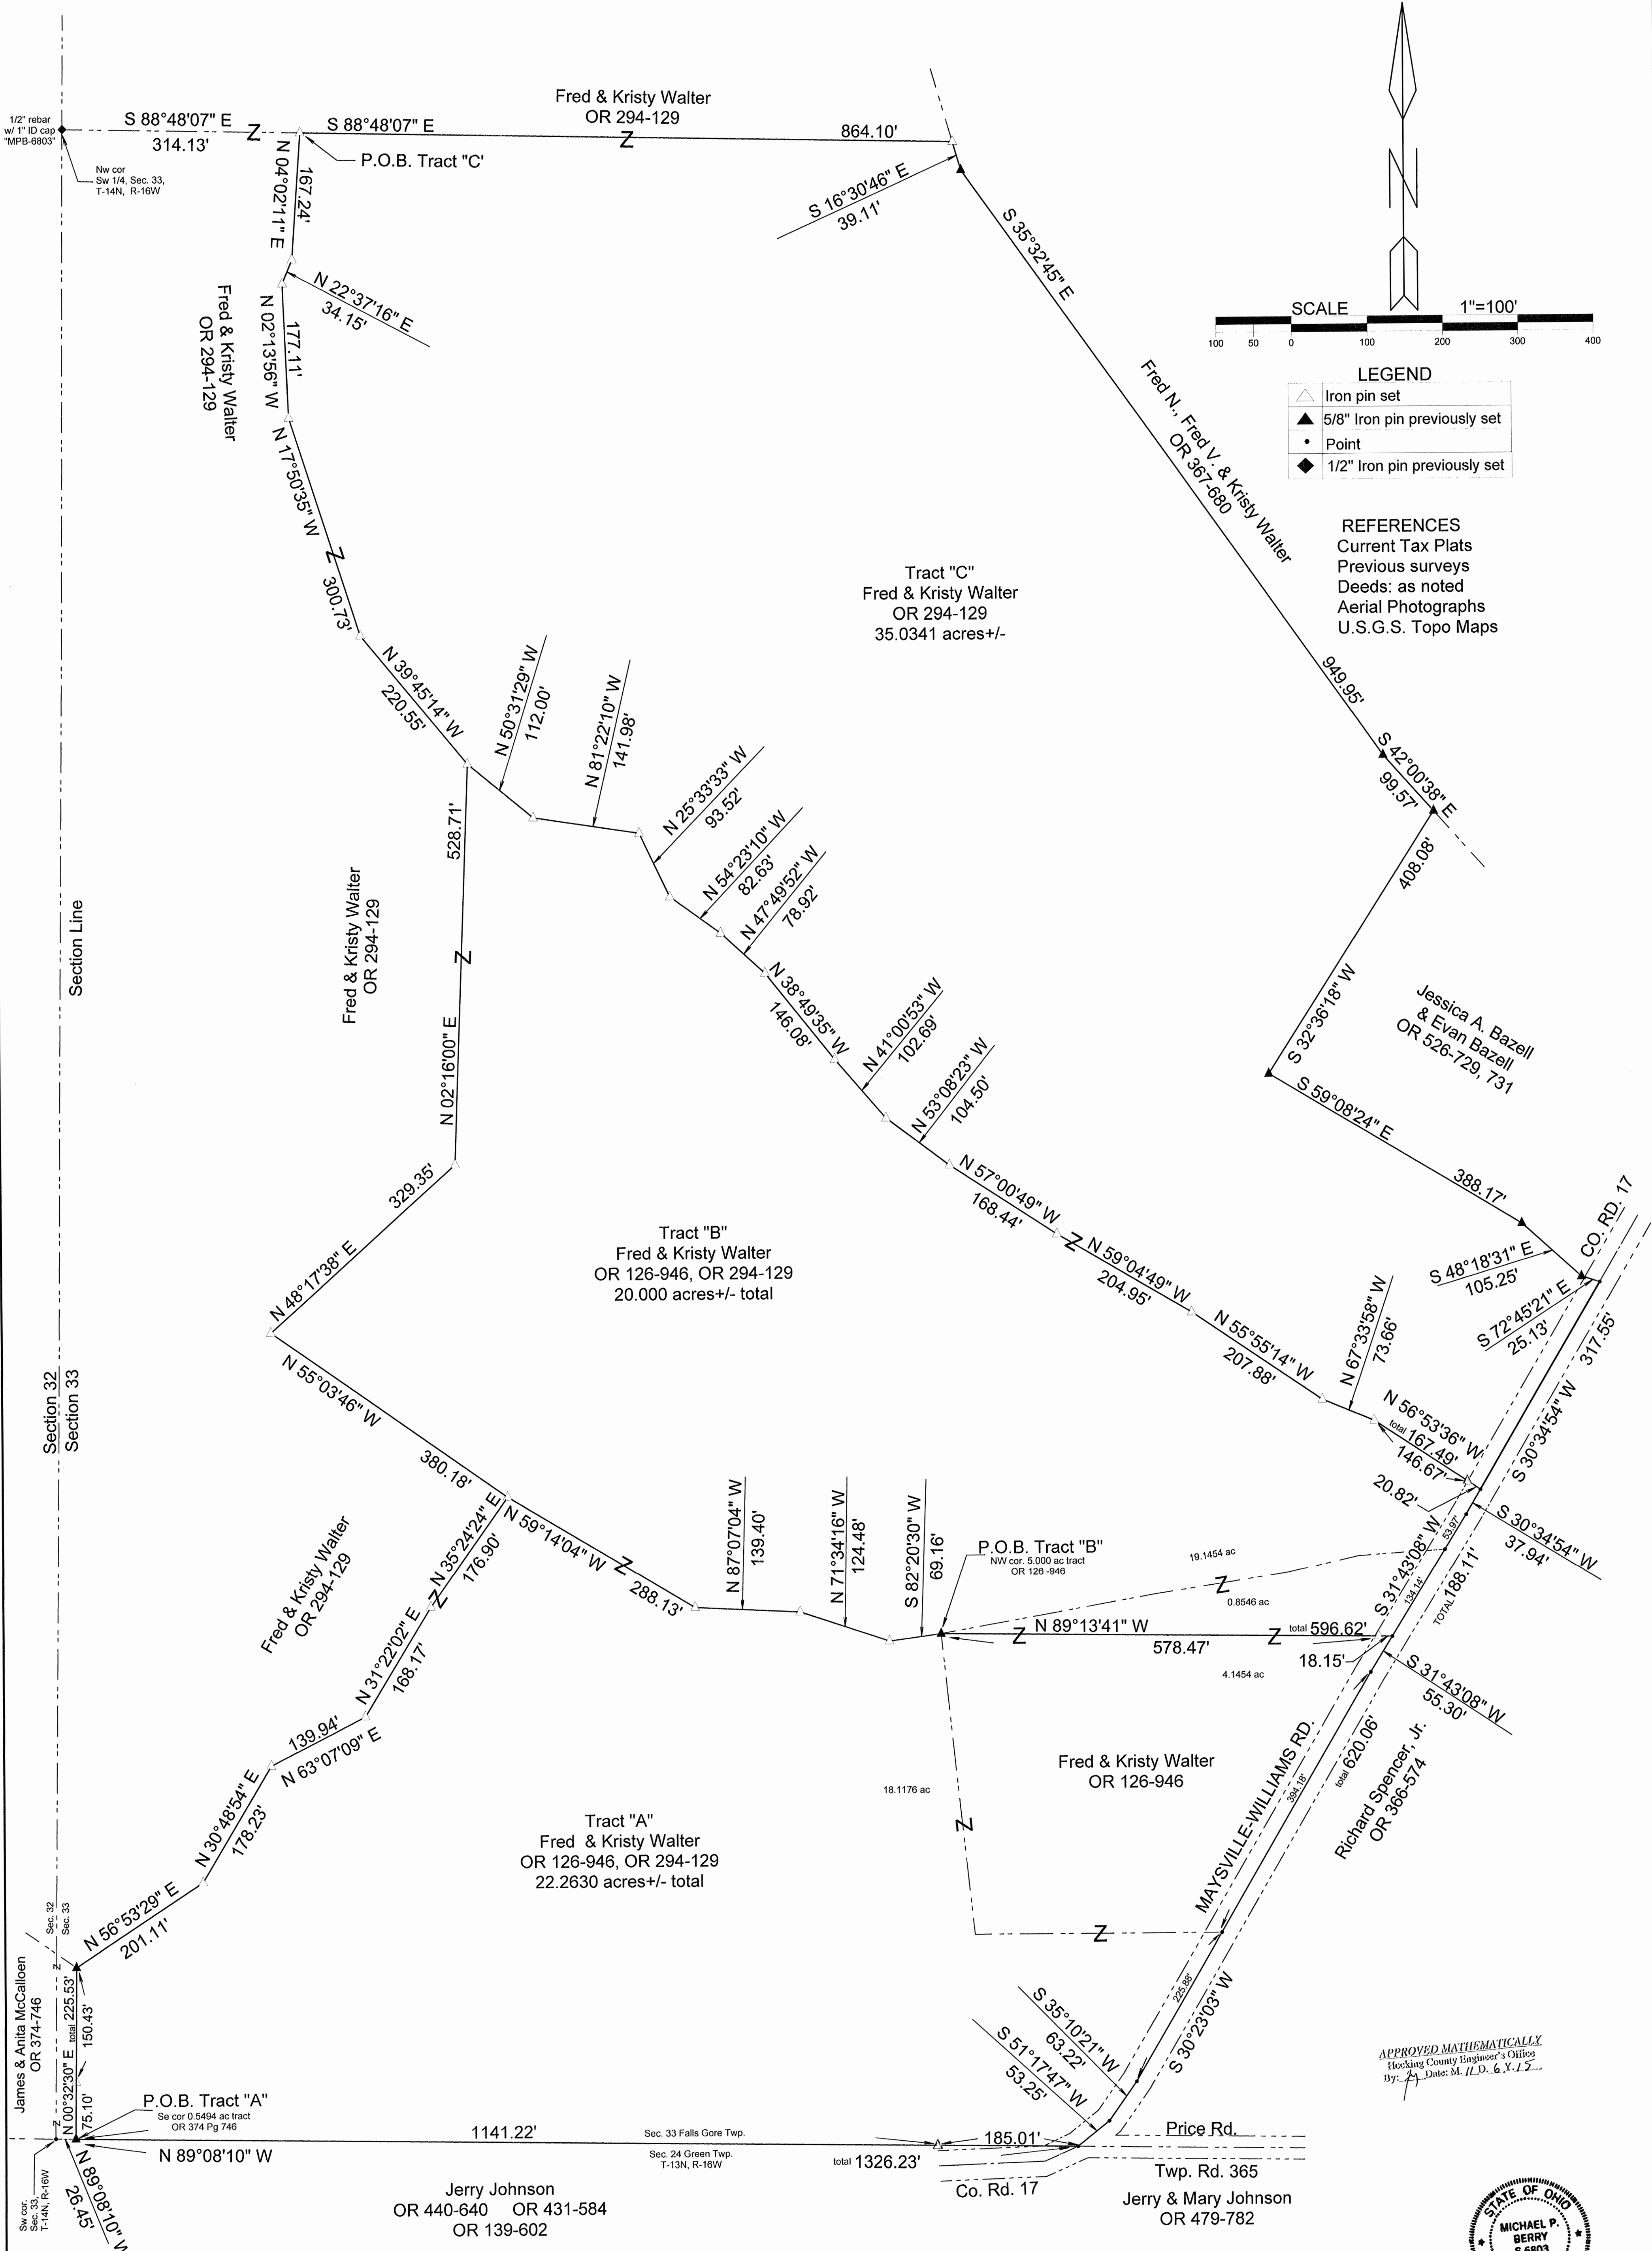 1/2" rebar
w/ 1" ID cap
"MPB-6803"
S 88°48'07" E
314.13'
Nw cor
Sw 1/4, Sec. 33,
T-14N, R-16W
Fred & Kristy Walter
OR 294-129
S 88°48'07" E
864.10'
P.O.B. Tract "C'
N 04°02'11" E
167.24'
S 16°30'46" E
39.11'
N 22°37'16" E
34.15'
Fred & Kristy Walter
OR 294-129
N 02°13'56" W
177.11'
S 35°32'45" E
949.95'
Fred N., Fred V. & Kristy Walter
OR 367-680
SCALE 1"=100'
100 50 0 100 200 300 400
LEGEND
Iron pin set
5/8" Iron pin previously set
Point
1/2" Iron pin previously set
REFERENCES
Current Tax Plats
Previous surveys
Deeds: as noted
Aerial Photographs
U.S.G.S. Topo Maps
N 17°50'35" W
300.73'
Tract "C"
Fred & Kristy Walter
OR 294-129
35.0341 acres+/-
N 39°45'14" W
220.55'
N 50°31'29" W
112.00'
N 81°22'10" W
141.98'
N 25°33'33" W
93.52'
N 54°23'10" W
82.63'
N 47°49'52" W
78.92'
S 42°00'38" E
99.57'
408.08'
S 32°36'18" W
528.71'
N 02°16'00" E
Fred & Kristy Walter
OR 294-129
Section Line
N 38°49'35" W
146.08'
N 41°00'53" W
102.69'
N 53°08'23" W
104.50'
Jessica A. Bazell
& Evan Bazell
OR 526-729, 731
S 59°08'24" E
388.17'
N 57°00'49" W
168.44'
329.35'
N 48°17'38" E
Tract "B"
Fred & Kristy Walter
OR 126-946, OR 294-129
20.000 acres+/- total
N 59°04'49" W
204.95'
CO. RD. 17
S 48°18'31" E
105.25'
S 72°45'21" E
25.13'
317.55'
S 30°34'54" W
N 55°55'14" W
207.88'
N 67°33'58" W
73.66'
N 56°53'36" W
total 167.49'
146.67'
20.82'
Section 32
Section 33
N 55°03'46" W
380.18'
N 59°14'04" W
288.13'
N 87°07'04" W
139.40'
N 71°34'16" W
124.48'
S 82°20'30" W
69.16'
P.O.B. Tract "B"
NW cor. 5.000 ac tract
OR 126 -946
19.1454 ac
0.8546 ac
S 31°43'08" W
53.97'
134.14'
TOTAL 188.11'
S 30°34'54" W
37.94'
N 35°24'24" E
176.90'
Fred & Kristy Walter
OR 294-129
N 89°13'41" W
total 596.62'
578.47'
18.15'
4.1454 ac
S 31°43'08" W
55.30'
N 31°22'02" E
168.17'
139.94'
N 63°07'09" E
Fred & Kristy Walter
OR 126-946
18.1176 ac
MAYSVILLE-WILLIAMS RD.
394.18'
total 620.06'
Richard Spencer, Jr.
OR 366-574
N 30°48'54" E
178.23'
Tract "A"
Fred & Kristy Walter
OR 126-946, OR 294-129
22.2630 acres+/- total
Sec. 32
Sec. 33
N 56°53'29" E
201.11'
225.88'
S 30°23'03" W
S 35°10'21" W
63.22'
S 51°17'47" W
53.25'
James & Anita McCalloen
OR 374-746
N 00°32'30" E total 225.53'
150.43'
75.10'
P.O.B. Tract "A"
Se cor 0.5494 ac tract
OR 374 Pg 746
APPROVED MATHEMATICALLY
Hocking County Engineer's Office
By: Date: M. 11 D. 6 Y. 15
N 89°08'10" W
1141.22'
Sec. 33 Falls Gore Twp.
Sec. 24 Green Twp.
T-13N, R-16W
185.01'
total 1326.23'
Price Rd.
Twp. Rd. 365
Co. Rd. 17
Sw cor.
Sec. 33,
T-14N, R-16W
N 89°08'10" W
26.45'
Jerry Johnson
OR 440-640 OR 431-584
OR 139-602
Jerry & Mary Johnson
OR 479-782
STATE OF OHIO
MICHAEL P.
BERRY
S 6803